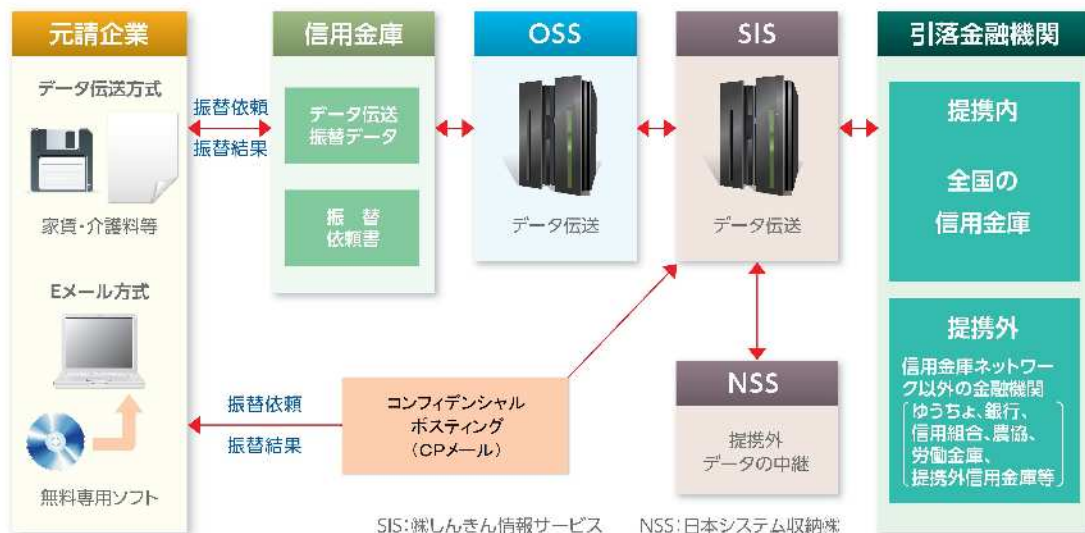 元請企業
データ伝送方式
家賃・介護料等
Eメール方式
無料専用ソフト
振替依頼
振替結果
信用金庫
データ伝送
振替データ
振替
依頼書
OSS
データ伝送
SIS
データ伝送
引落金融機関
提携内
全国の
信用金庫
提携外
信用金庫ネットワー
ク以外の金融機関
ゆうちょ、銀行、
信用組合、農協、
労働金庫、
提携外信用金庫等
振替依頼
振替結果
コンフィデンシャル
ポスティング
(CPメール)
NSS
提携外
データの中継
SIS:㈱しんきん情報サービス
NSS:日本システム収納㈱